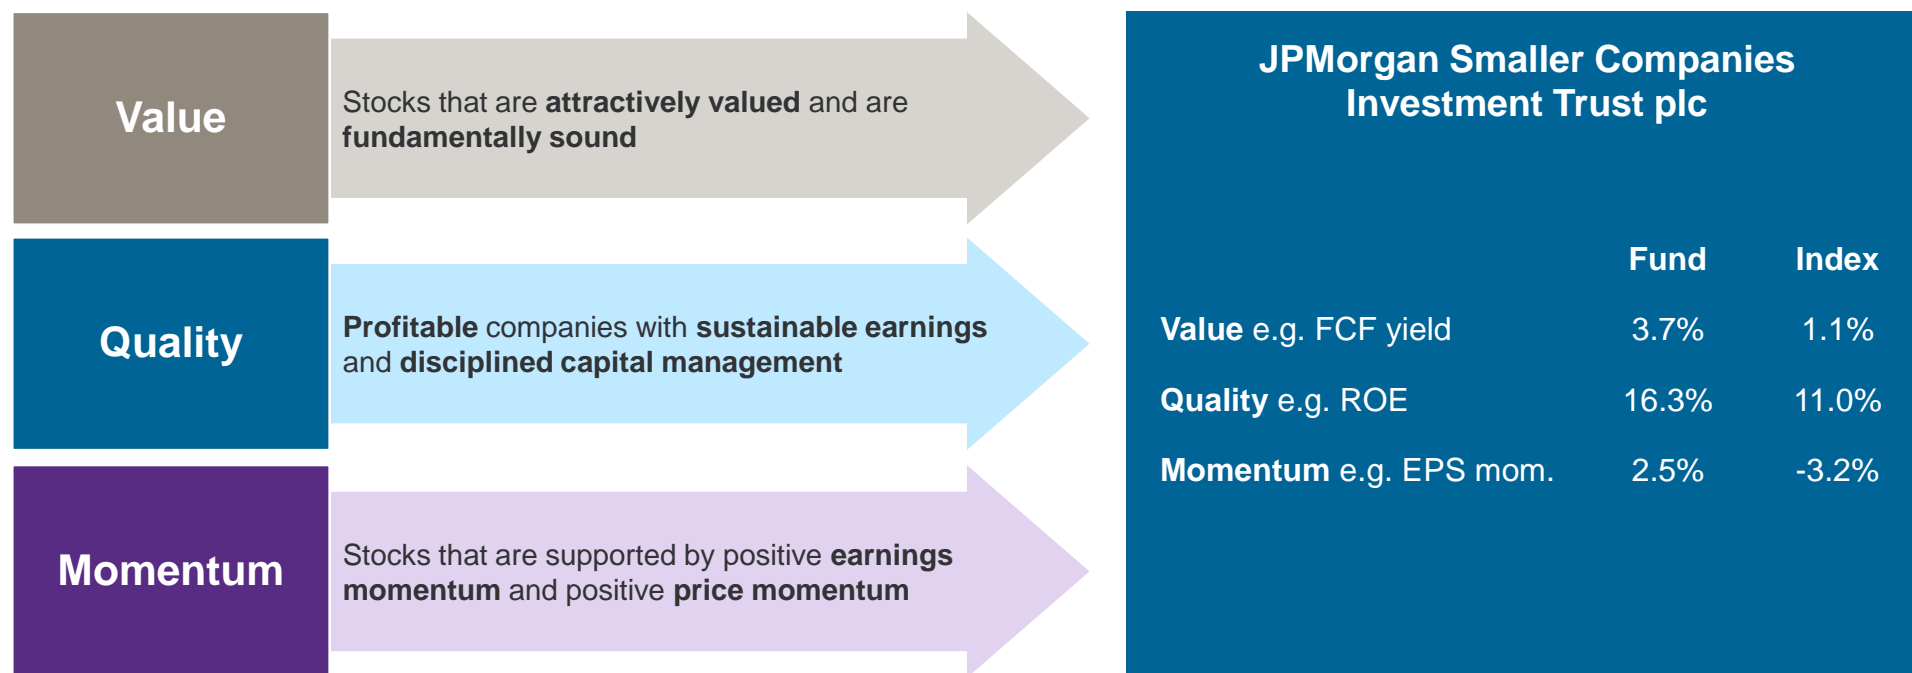 Value
Stocks that are attractively valued and are
fundamentally sound
Quality
Profitable companies with sustainable earnings
and disciplined capital management
Momentum
Stocks that are supported by positive earnings
momentum and positive price momentum
JPMorgan Smaller Companies
Investment Trust plc
Fund Index
Value e.g. FCF yield 3.7% 1.1%
Quality e.g. ROE 16.3% 11.0%
Momentum e.g. EPS mom. 2.5% -3.2%